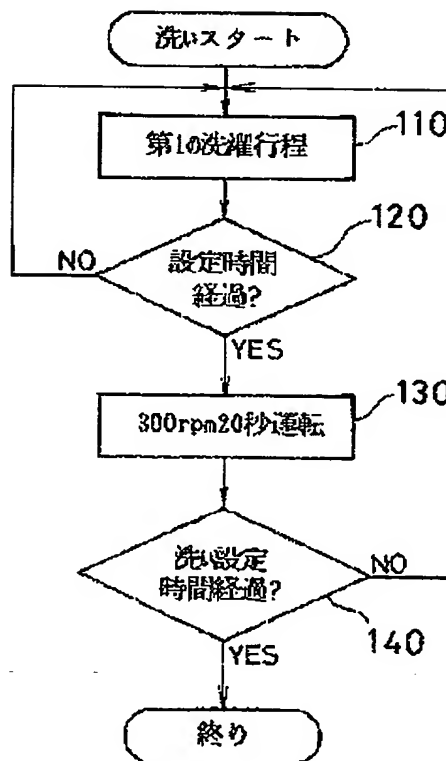 洗いスタート
第1の洗濯行程
110
120
設定時間
経過?
NO
YES
130
300rpm20秒運転
洗い設定
時間経過?
NO
140
YES
終り